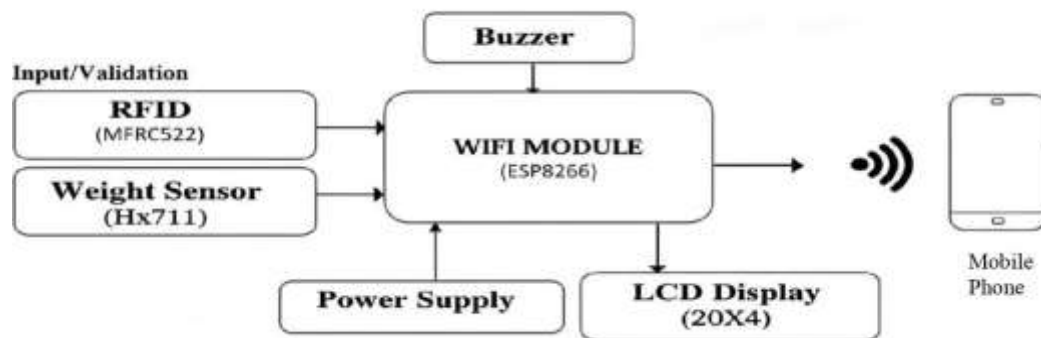 Buzzer
Input/Validation
RFID
(MFRC522)
WIFI MODULE
(ESP8266)
Weight Sensor
(Hx711)
Power Supply
LCD Display
(20X4)
Mobile
Phone